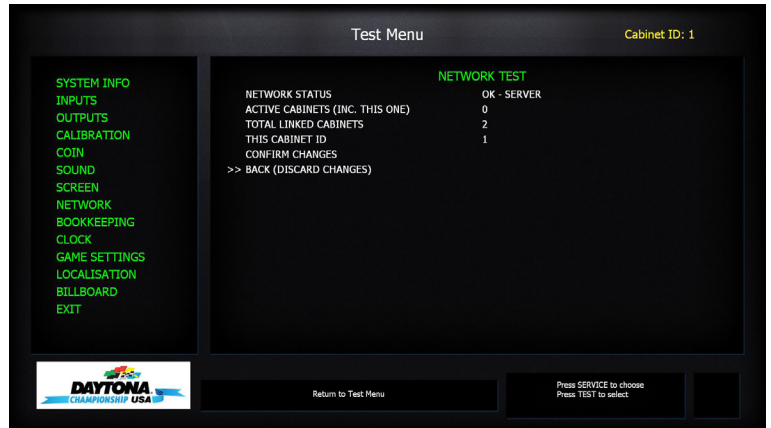 Test Menu
Cabinet ID: 1
SYSTEM INFO
INPUTS
OUTPUTS
CALIBRATION
COIN
SOUND
SCREEN
NETWORK
BOOKKEEPING
CLOCK
GAME SETTINGS
LOCALISATION
BILLBOARD
EXIT
NETWORK TEST
NETWORK STATUS OK - SERVER
ACTIVE CABINETS (INC. THIS ONE) 0
TOTAL LINKED CABINETS 2
THIS CABINET ID 1
CONFIRM CHANGES
>> BACK (DISCARD CHANGES)
DAYTONA
CHAMPIONSHIP USA
Return to Test Menu
Press SERVICE to choose
Press TEST to select